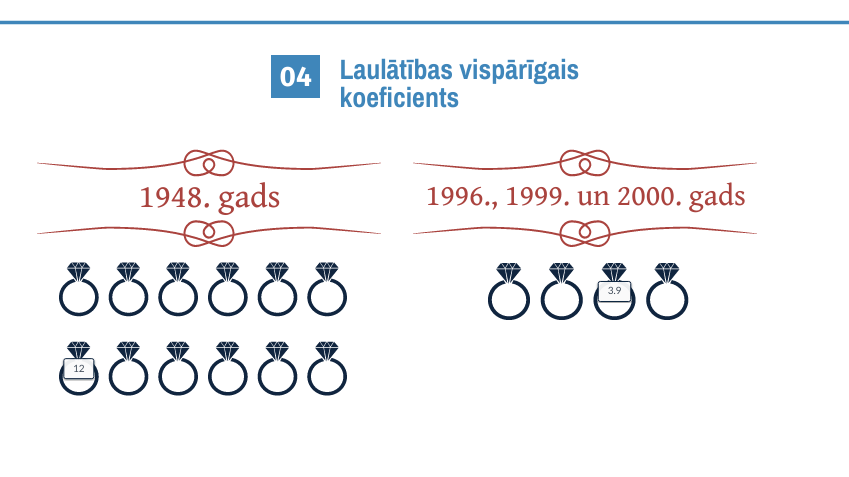 04
Laulātības vispārīgais
koeficients
1948. gads
1996., 1999. un 2000. gads
3.9
12